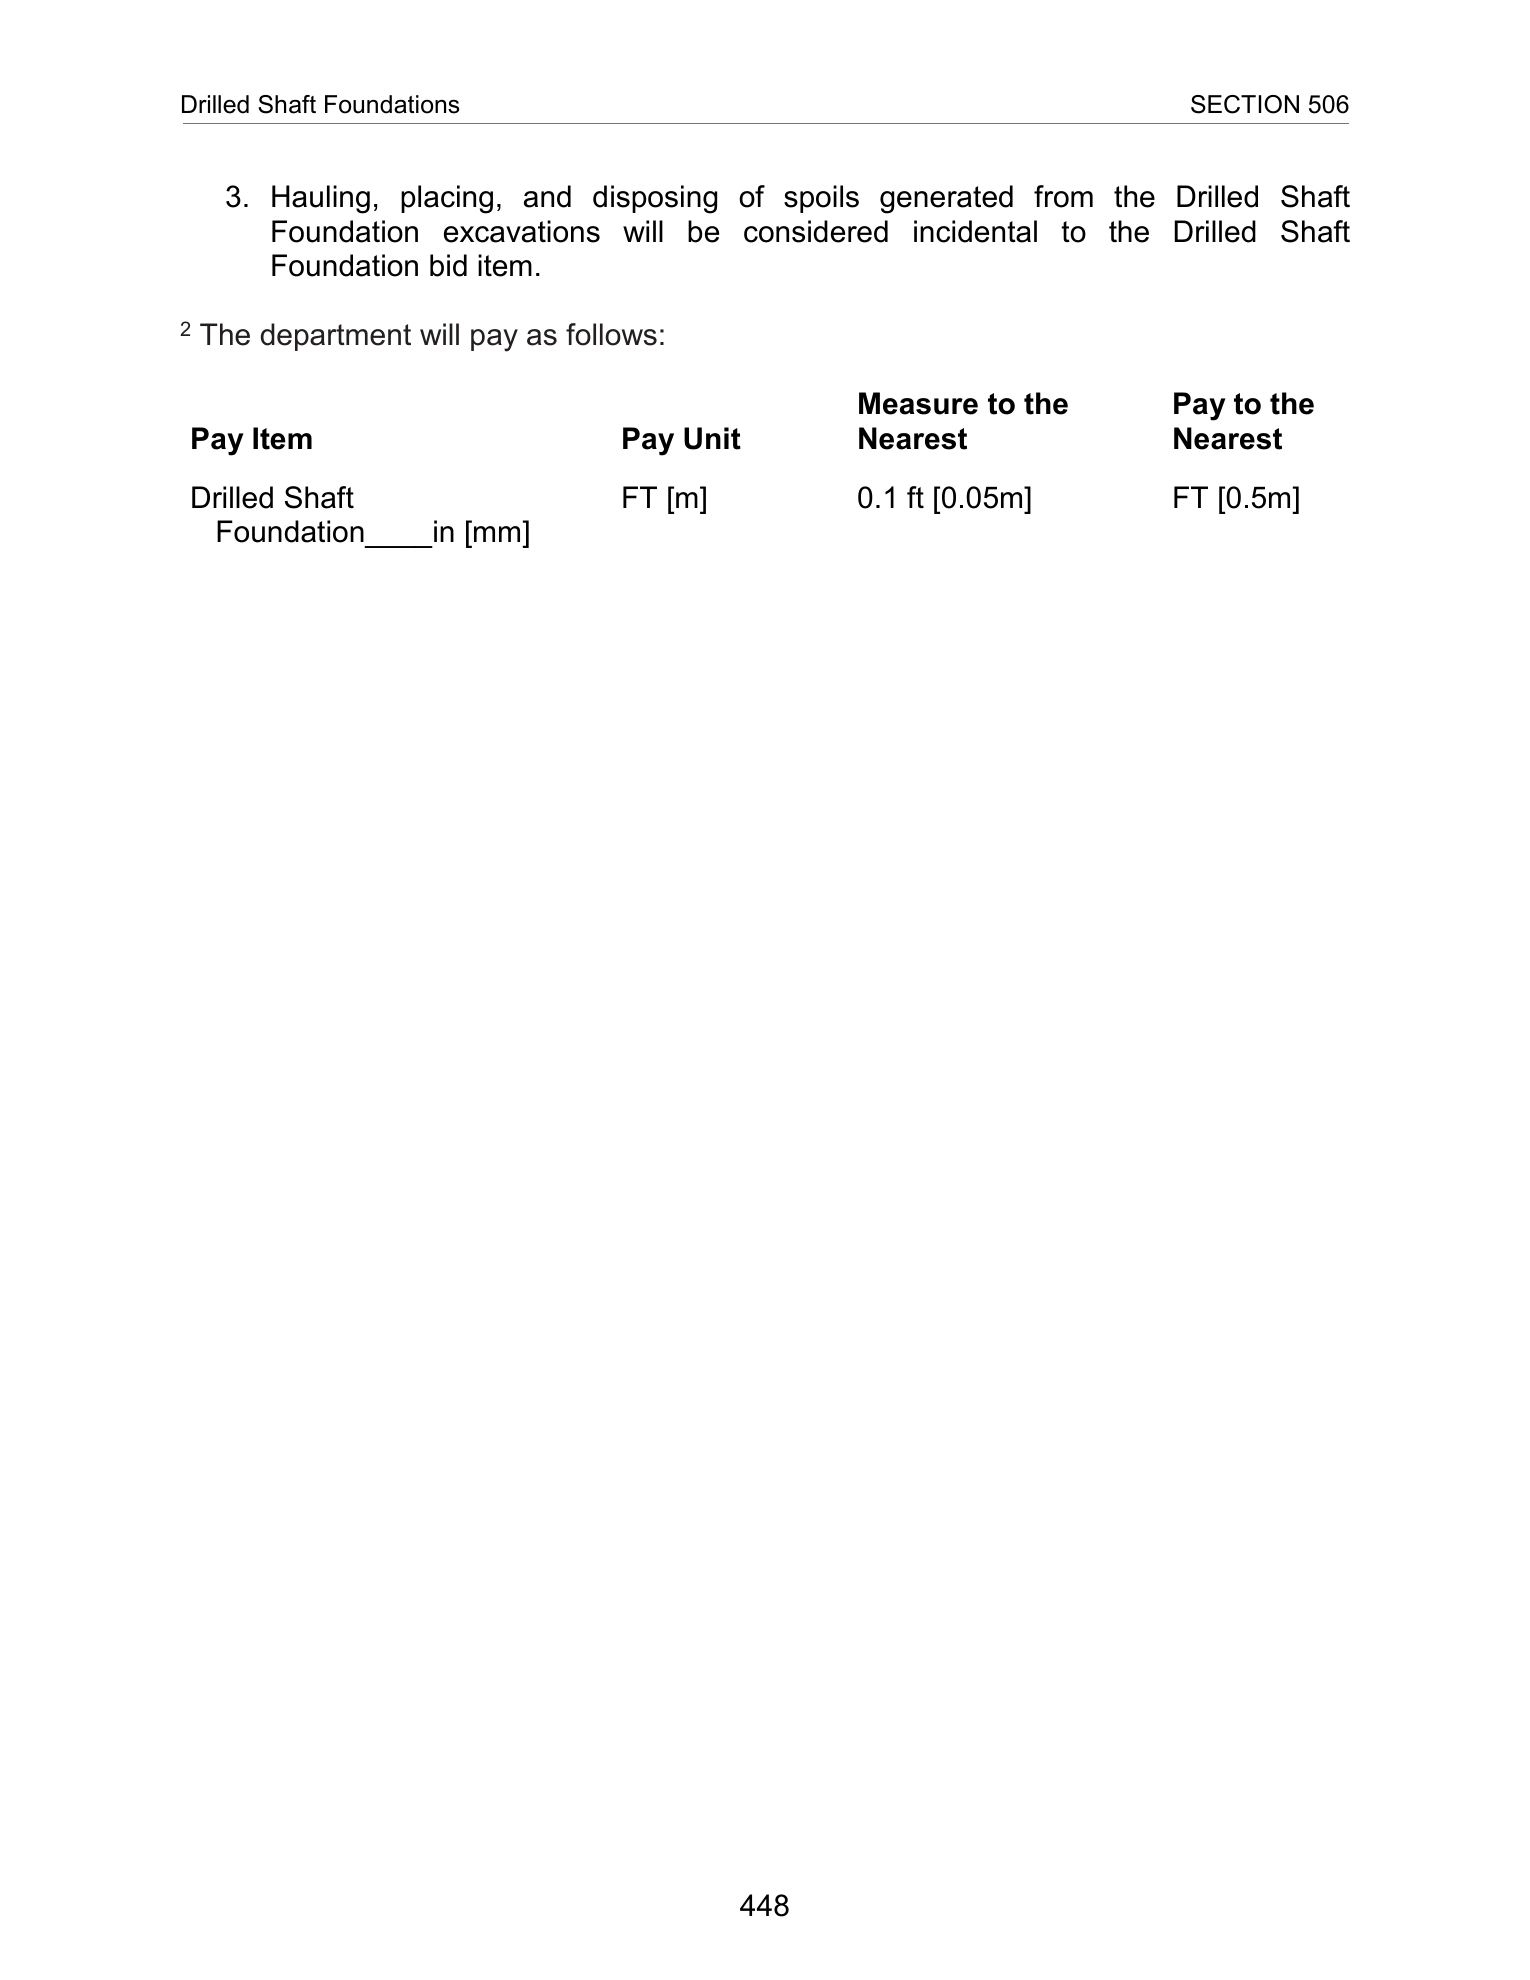 Drilled Shaft Foundations SECTION 506
3. Hauling, placing, and disposing of spoils generated from the Drilled Shaft
Foundation excavations will be considered incidental to the Drilled Shaft
Foundation bid item.
2 The department will pay as follows:
Measure to the Pay to the
Pay Item Pay Unit Nearest Nearest
Drilled Shaft FT [m] 0.1 ft [0.05m] FT [0.5m]
Foundation____in [mm]
448